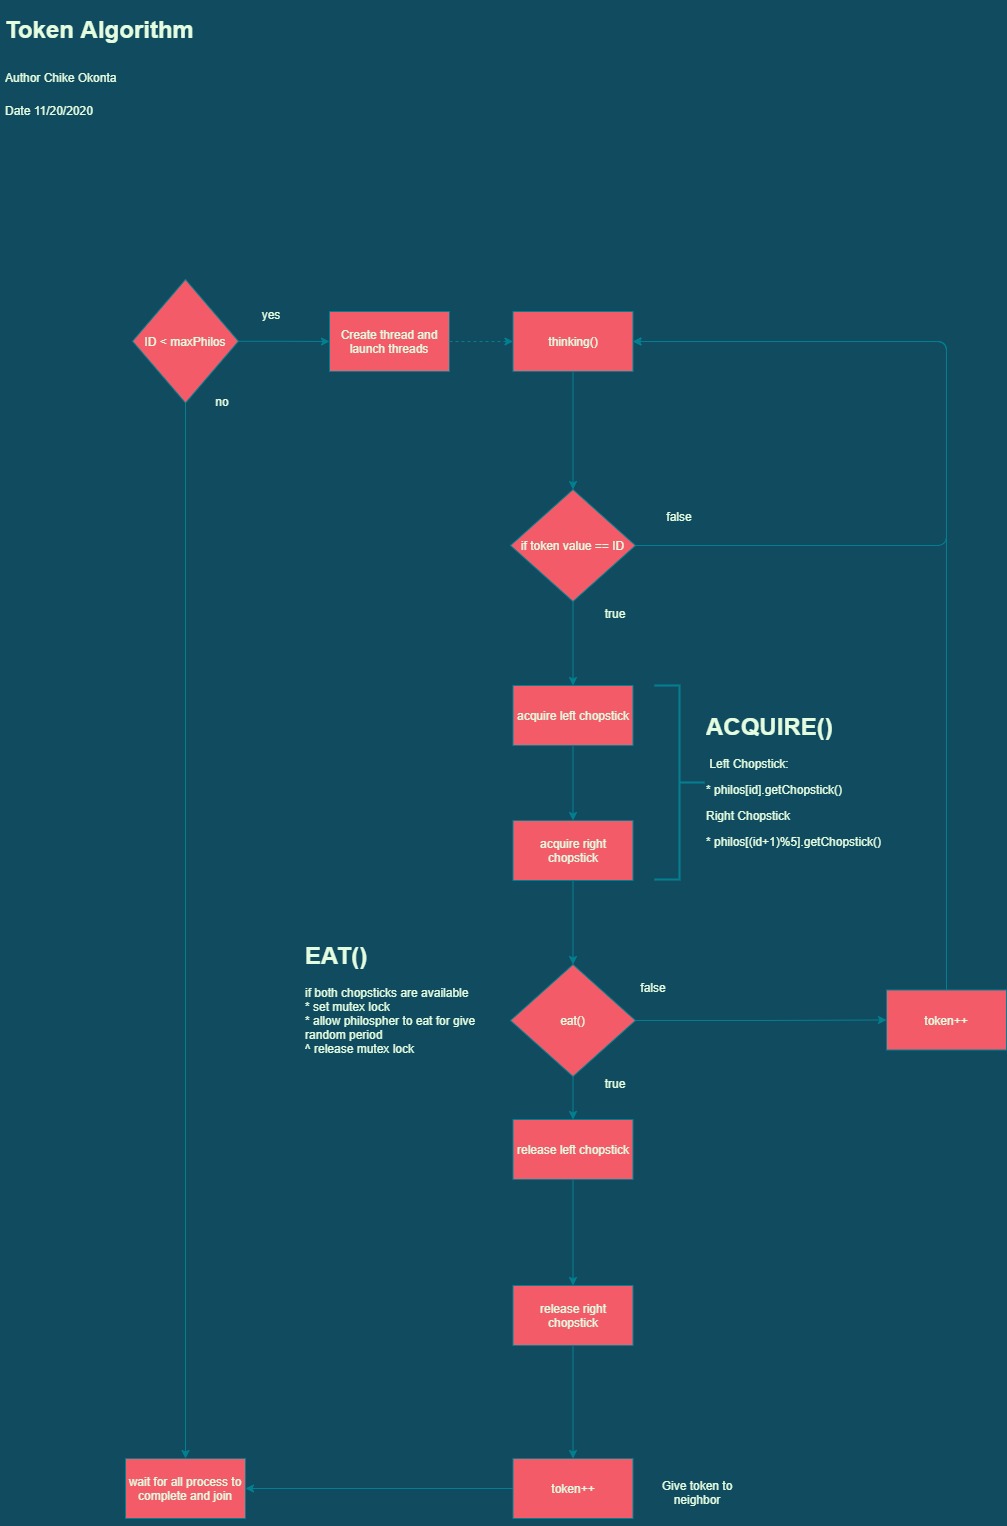 Token Algorithm
Author Chike Okonta
Date 11/20/2020
ID < maxPhilos
yes
no
Create thread and
launch threads
thinking()
if token value == ID
false
true
acquire left chopstick
acquire right
chopstick
ACQUIRE()
Left Chopstick:
* philos[id].getChopstick()
Right Chopstick
* philos[(id+1)%5].getChopstick()
EAT()
if both chopsticks are available
* set mutex lock
* allow philospher to eat for give
random period
^ release mutex lock
eat()
false
token++
true
release left chopstick
release right
chopstick
wait for all process to
complete and join
token++
Give token to
neighbor